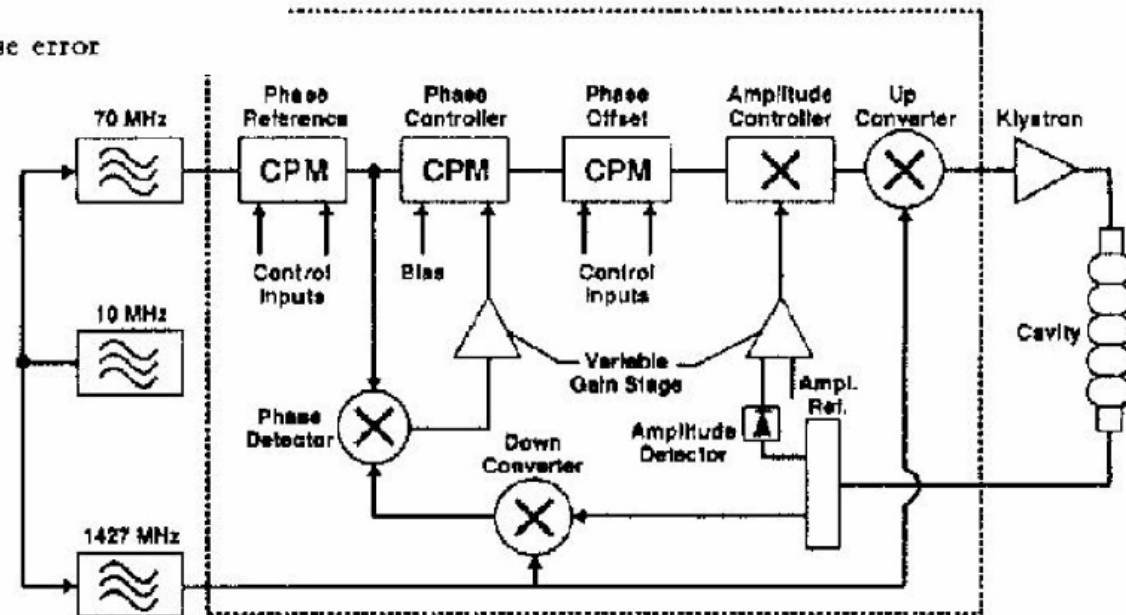 se error
70 MHz
Phase
Reference
CPM
Phase
Controller
CPM
Phase
Offset
CPM
Amplitude
Controller
Up
Converter
Klystron
Control
Inputs
Bias
Control
Inputs
10 MHz
Variable
Gain Stage
Cavity
Ampl.
Ref.
Phase
Detector
Amplitude
Detector
Down
Converter
1427 MHz